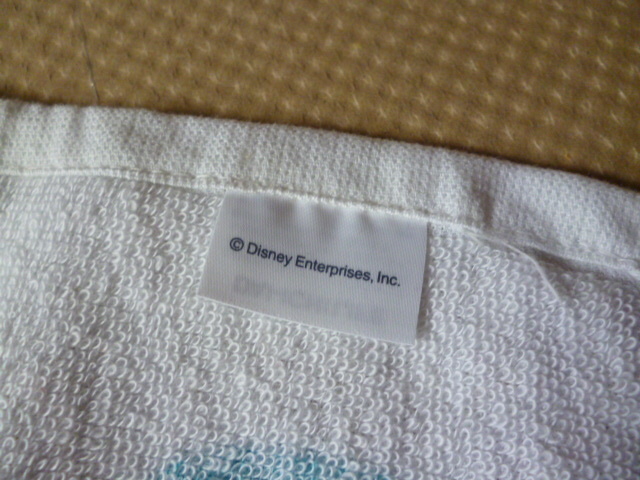 © Disney Enterprises, Inc.